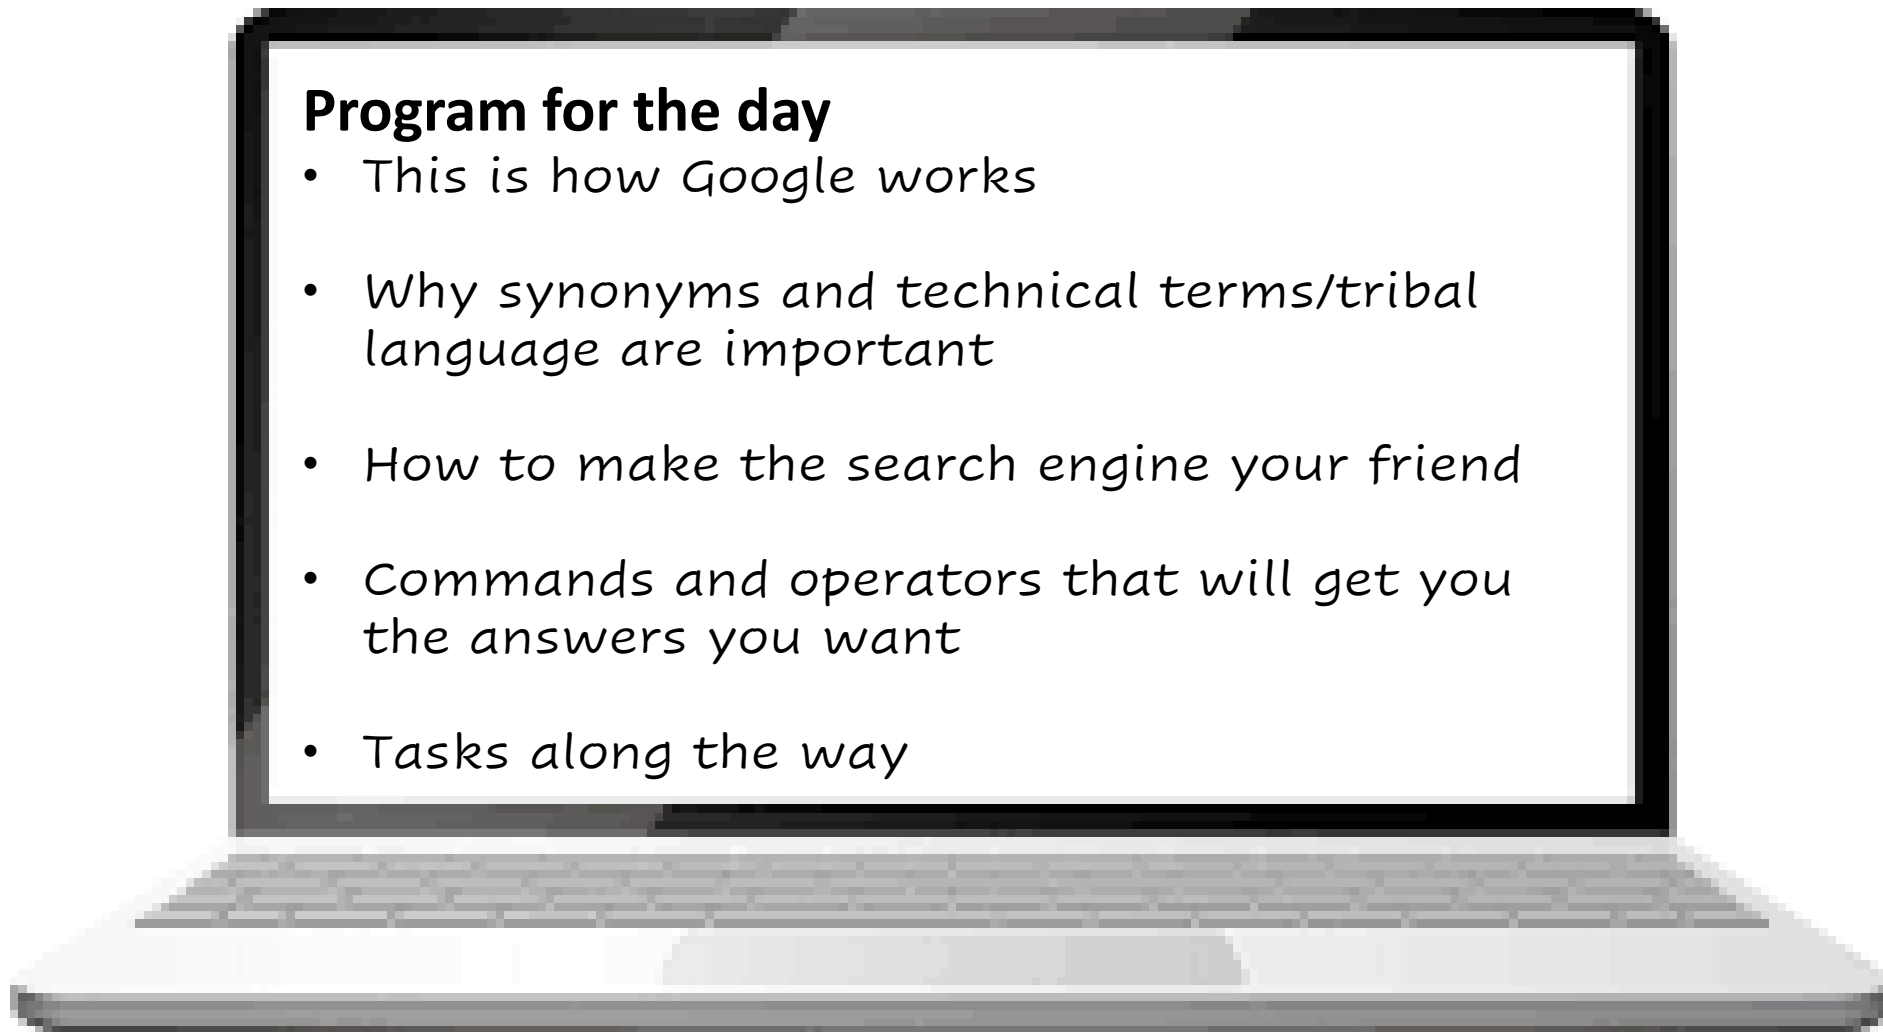 Program for the day
• This is how Google works
• Why synonyms and technical terms/tribal
language are important
• How to make the search engine your friend
• Commands and operators that will get you
the answers you want
• Tasks along the way